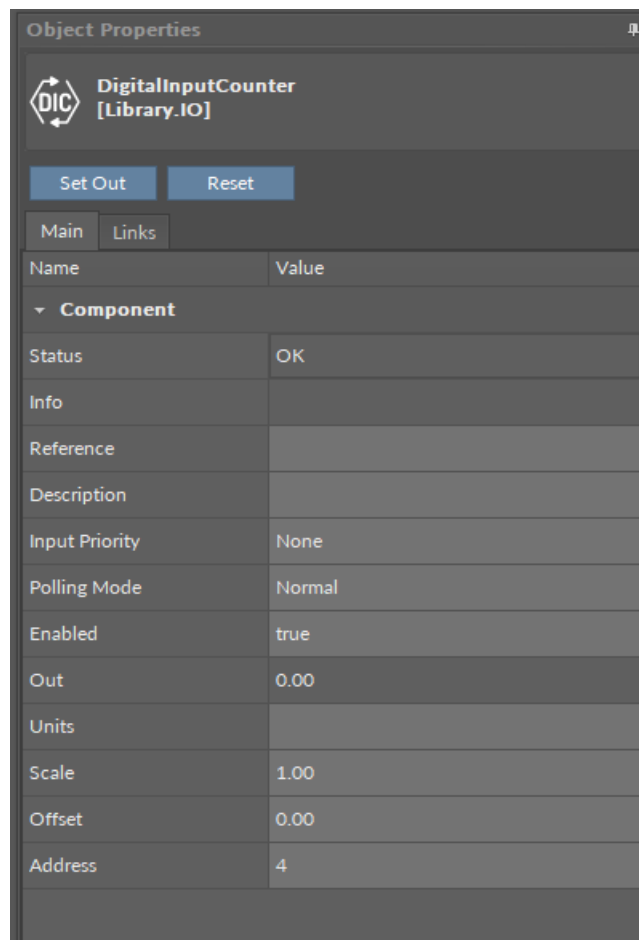 Object Properties
DIC
DigitalInputCounter
[Library.IO]
Set Out Reset
Main Links
Name Value
Component
Status OK
Info
Reference
Description
Input Priority None
Polling Mode Normal
Enabled true
Out 0.00
Units
Scale 1.00
Offset 0.00
Address 4